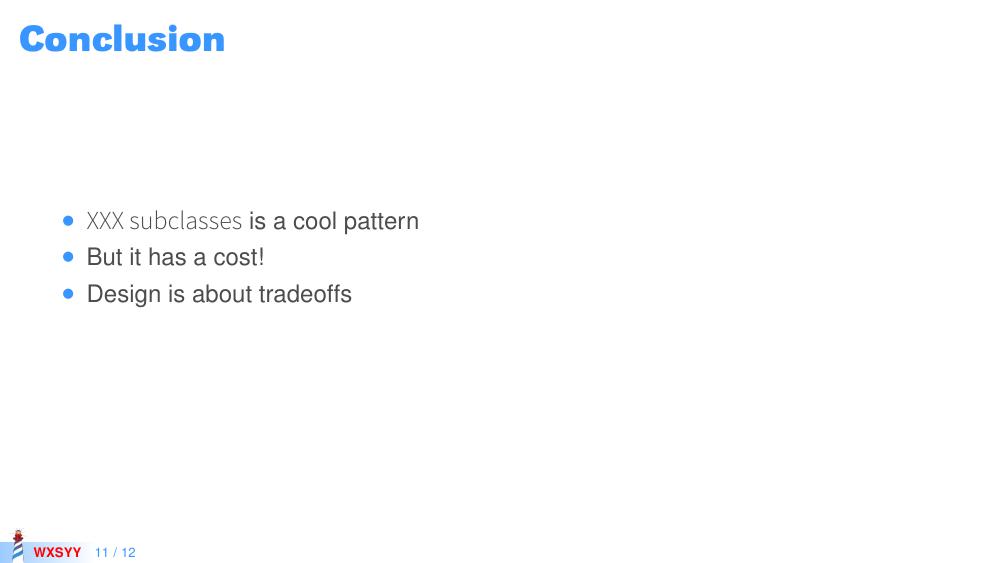 Conclusion
XXX subclasses is a cool pattern
But it has a cost!
Design is about tradeoffs
WXSYY 11 / 12